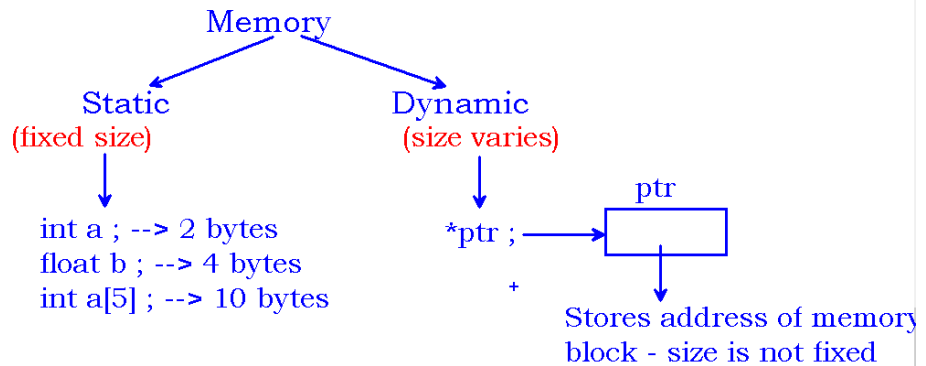 Memory
Static
Dynamic
(fixed size)
(size varies)
ptr
int a ; --> 2 bytes
float b ; --> 4 bytes
int a[5] ; --> 10 bytes
*ptr ;
+
Stores address of memory
block - size is not fixed